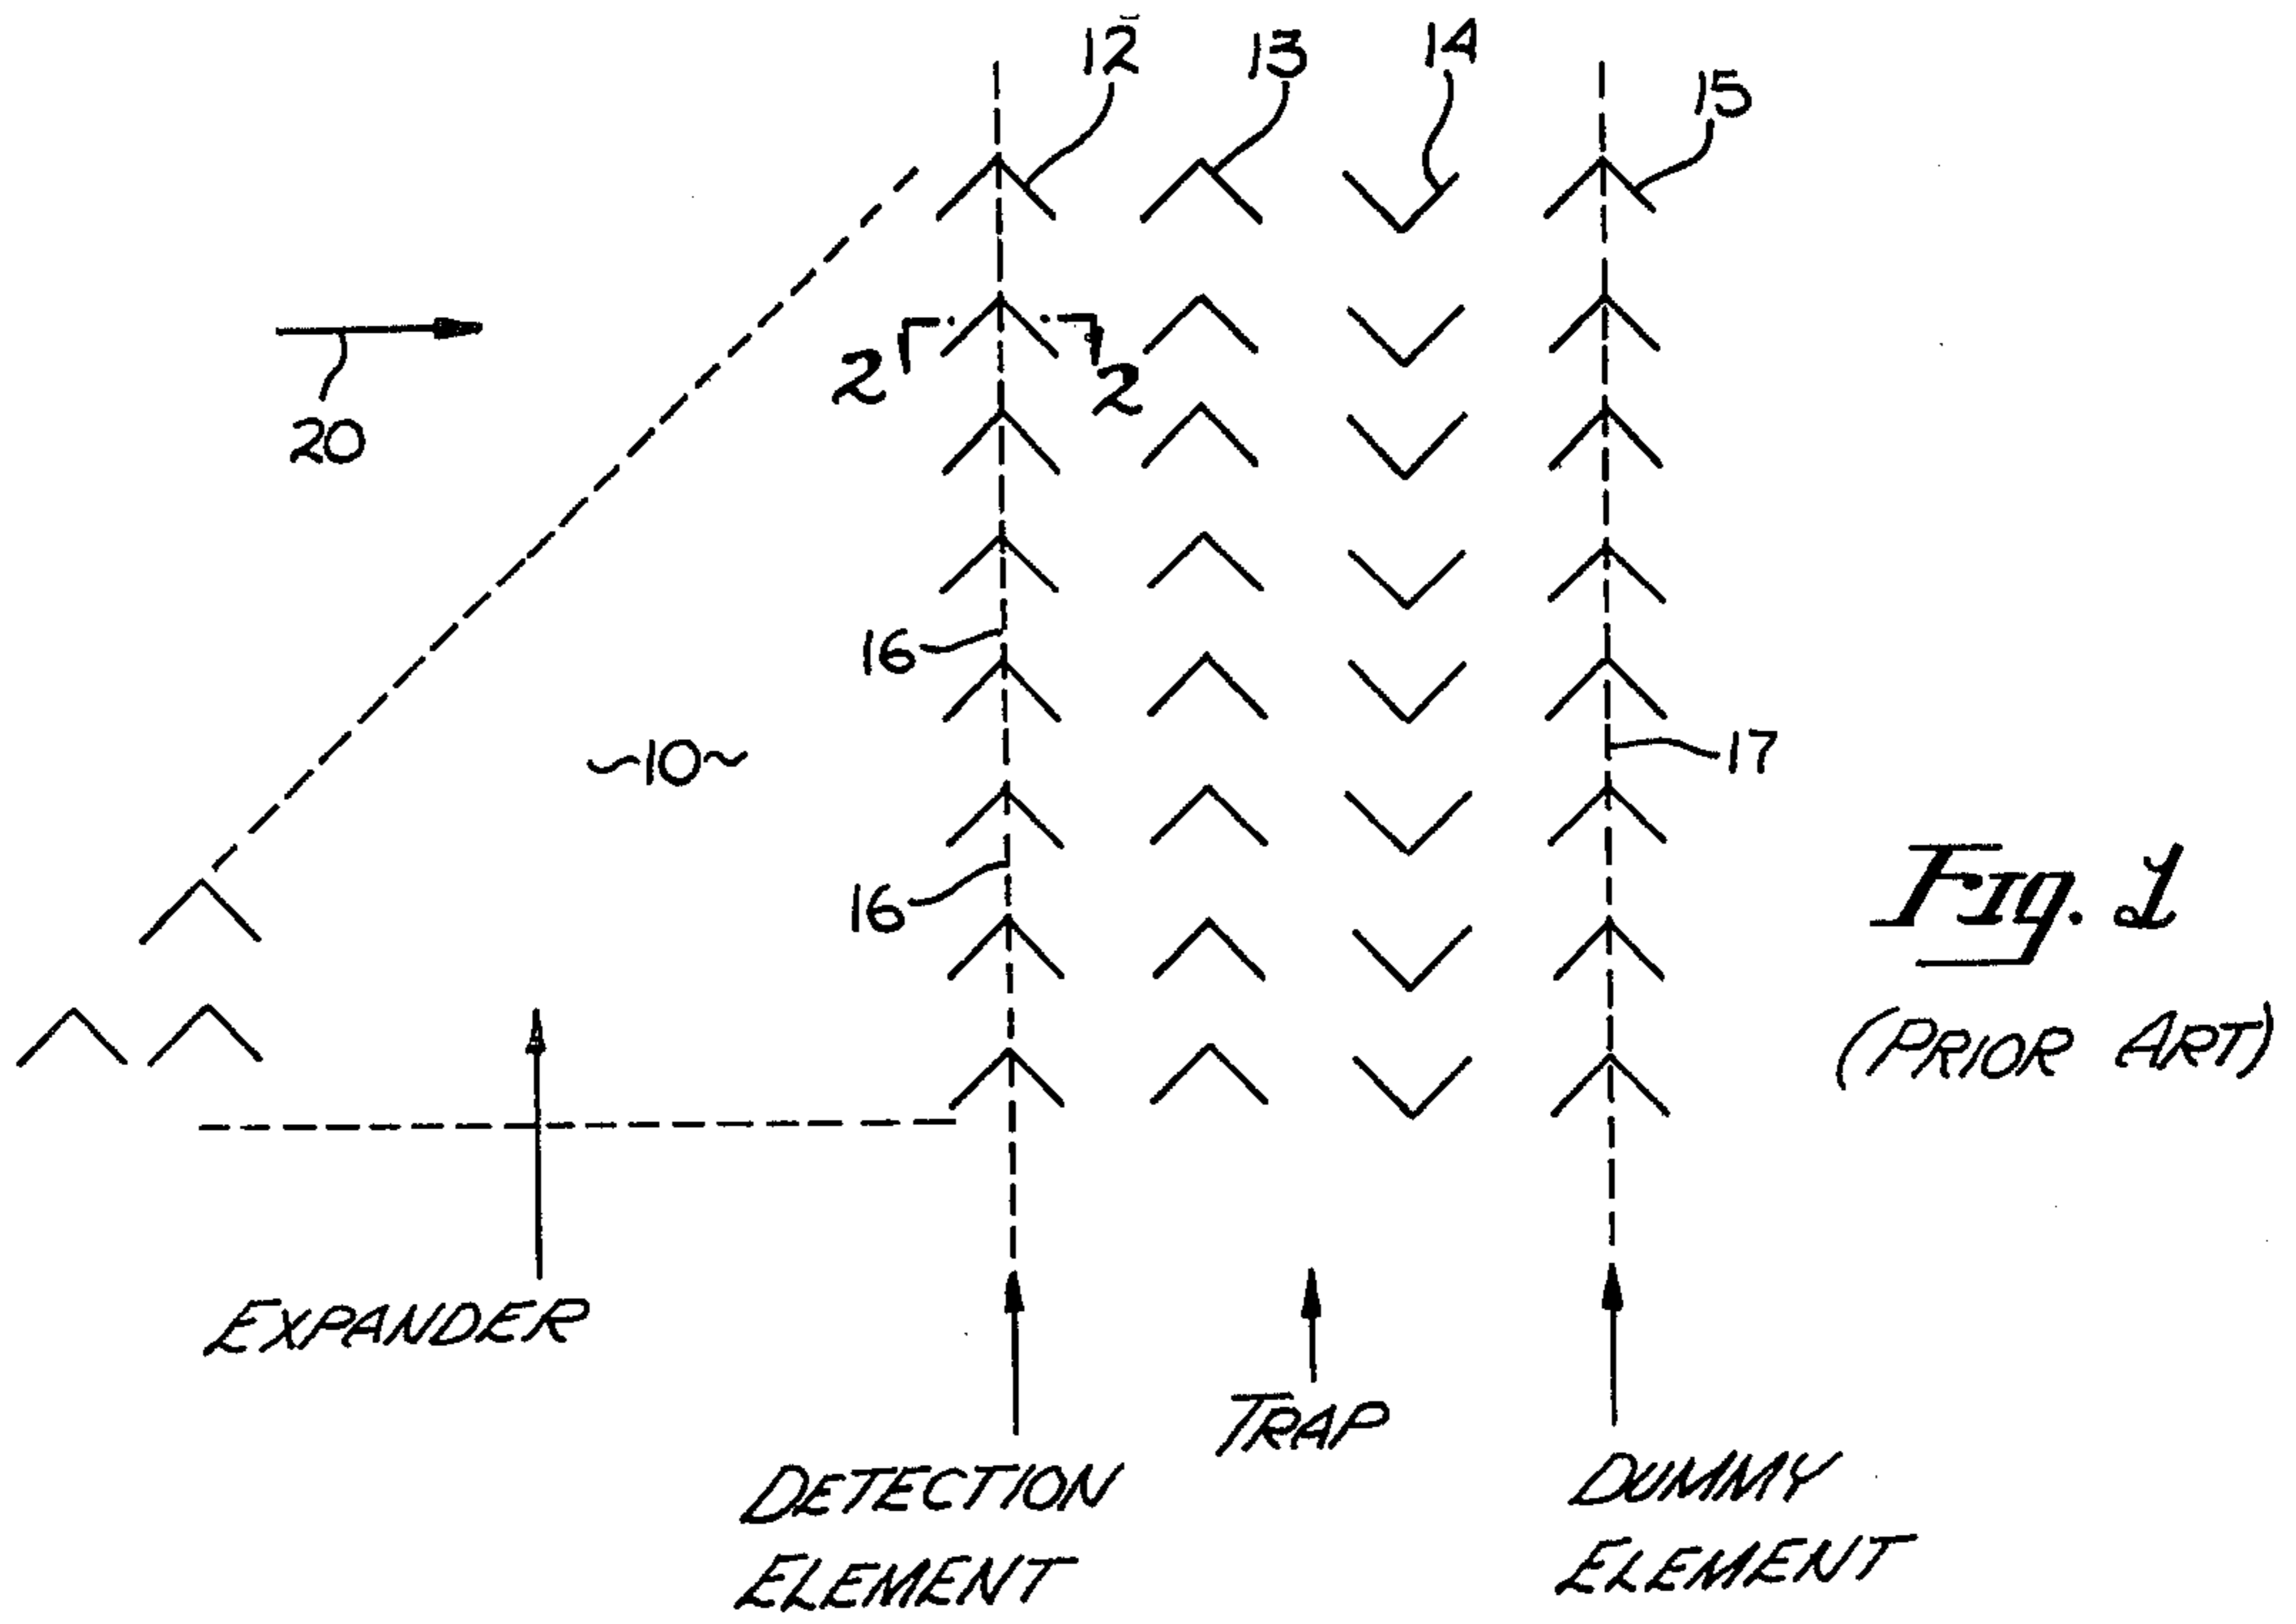 12
13
14
15
2
2
20
16
~10~
17
16
Fig. 1
(PRIOR ART)
EXPANDER
TRAP
DETECTION
ELEMENT
DUMMY
ELEMENT